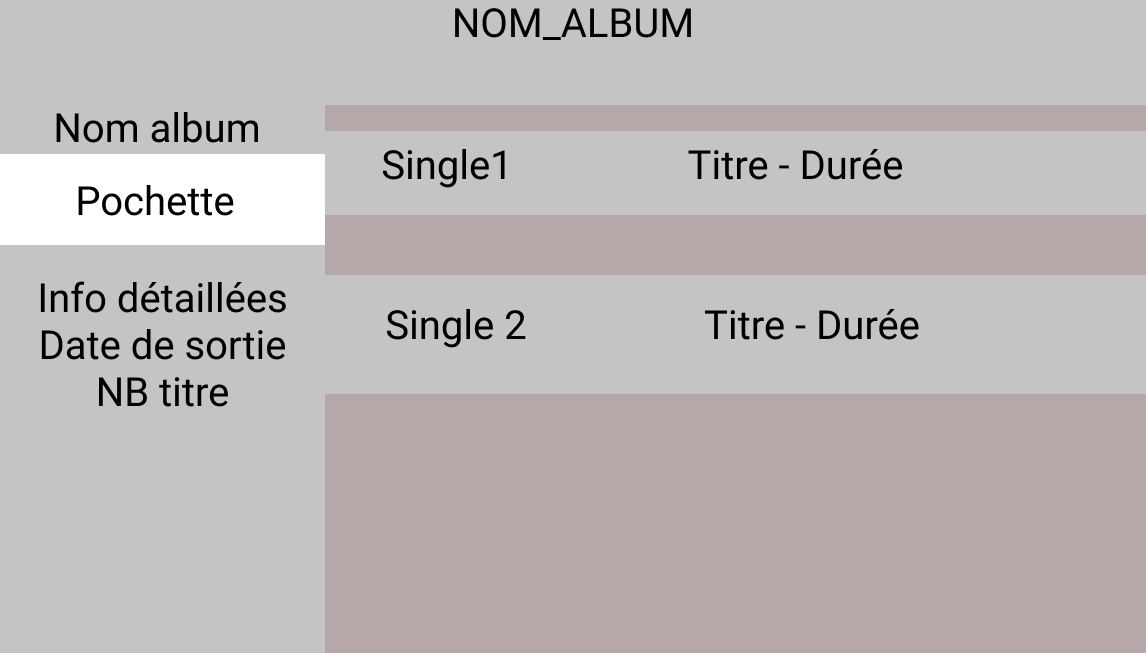 NOM_ALBUM
Nom album
Pochette
Info détaillées
Date de sortie
NB titre
Single1 Titre - Durée
Single 2 Titre - Durée